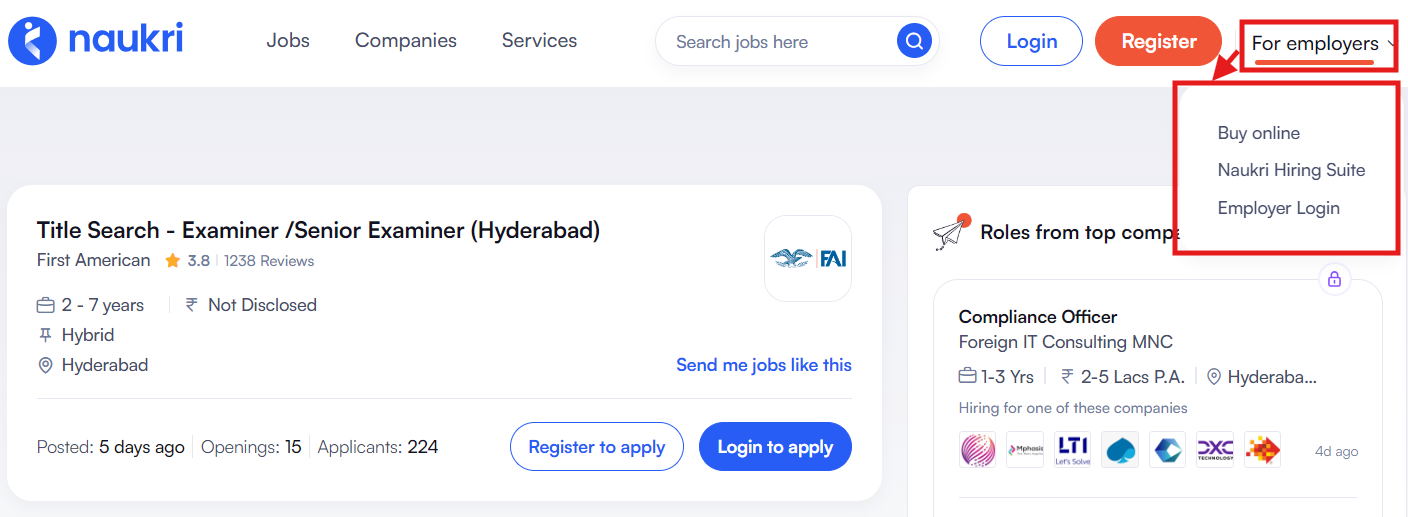 naukri Jobs Companies Services Search jobs here Login Register For employers
Buy online
Naukri Hiring Suite
Employer Login
Title Search - Examiner /Senior Examiner (Hyderabad)
First American 3.8 1238 Reviews
FAI
2 - 7 years ₹ Not Disclosed
Hybrid
Hyderabad
Send me jobs like this
Posted: 5 days ago Openings: 15 Applicants: 224 Register to apply Login to apply
Roles from top comp
Compliance Officer
Foreign IT Consulting MNC
1-3 Yrs ₹ 2-5 Lacs P.A. Hyderaba...
Hiring for one of these companies
Mphasis
LTI
Let's Solve
DXC
TECHNOLOGY
4d ago